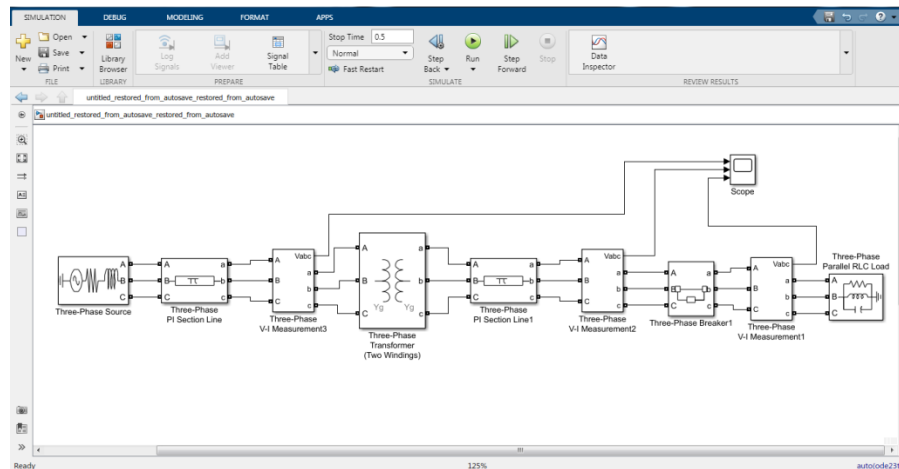 SIMULATION DEBUG MODELING FORMAT APPS
New
Open
Save
Print
FILE
Library
Browser
LIBRARY
Log
Signals
Add
Viewer
Signal
Table
PREPARE
Stop Time 0.5
Normal
Fast Restart
Step
Back
Run
Step
Forward
Stop
SIMULATE
Data
Inspector
REVIEW RESULTS
untitled_restored_from_autosave_restored_from_autosave
untitled_restored_from_autosave_restored_from_autosave
Scope
A
B
C
Three-Phase Source
A a
B b
C c
Three-Phase
PI Section Line
Vabc
A
a
B
b
C
c
Three-Phase
V-I Measurement3
A a
B b
C c
Yg Yg
Three-Phase
Transformer
(Two Windings)
A a
B b
C c
Three-Phase
PI Section Line1
Vabc
A
a
B
b
C
c
Three-Phase
V-I Measurement2
A a
B b
C c
Three-Phase Breaker1
Vabc
A
a
B
b
C
c
Three-Phase
V-I Measurement1
Three-Phase
Parallel RLC Load
A
B
C
Ready 125%